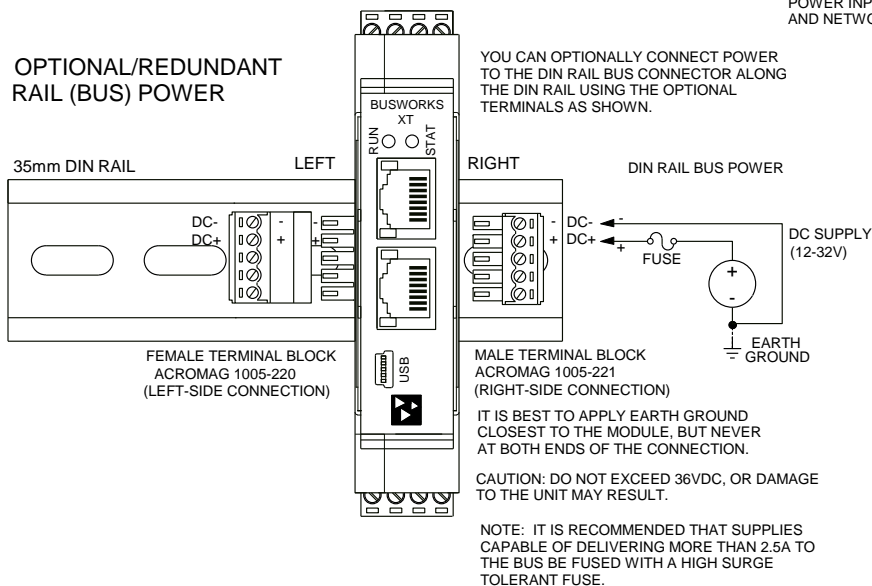 POWER INP
AND NETWO
OPTIONAL/REDUNDANT
RAIL (BUS) POWER
YOU CAN OPTIONALLY CONNECT POWER
TO THE DIN RAIL BUS CONNECTOR ALONG
THE DIN RAIL USING THE OPTIONAL
TERMINALS AS SHOWN.
BUSWORKS
XT
RUN
STAT
35mm DIN RAIL
LEFT
RIGHT
DIN RAIL BUS POWER
DC- - -
DC+ + +
- DC- -
+ DC+ +
FUSE
DC SUPPLY
(12-32V)
+
-
EARTH
GROUND
USB
FEMALE TERMINAL BLOCK
ACROMAG 1005-220
(LEFT-SIDE CONNECTION)
MALE TERMINAL BLOCK
ACROMAG 1005-221
(RIGHT-SIDE CONNECTION)
IT IS BEST TO APPLY EARTH GROUND
CLOSEST TO THE MODULE, BUT NEVER
AT BOTH ENDS OF THE CONNECTION.
CAUTION: DO NOT EXCEED 36VDC, OR DAMAGE
TO THE UNIT MAY RESULT.
NOTE: IT IS RECOMMENDED THAT SUPPLIES
CAPABLE OF DELIVERING MORE THAN 2.5A TO
THE BUS BE FUSED WITH A HIGH SURGE
TOLERANT FUSE.